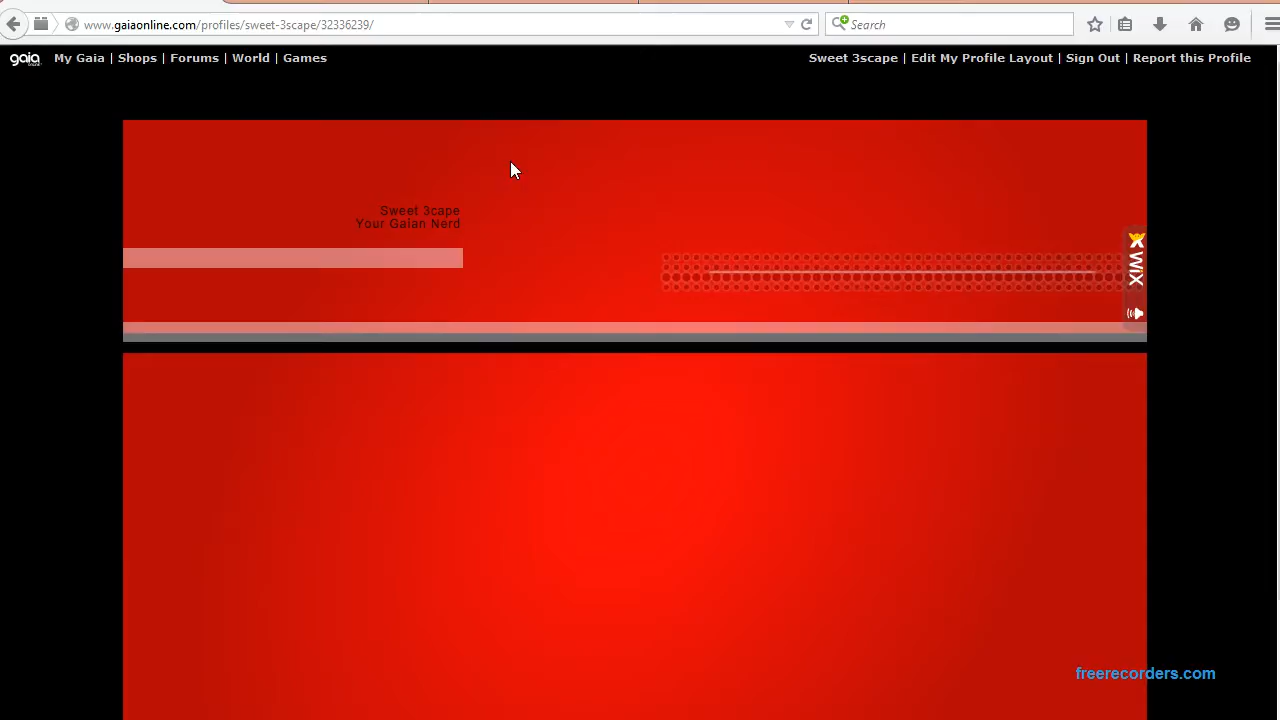 www.gaiaonline.com/profiles/sweet-3scape/32336239/
Search
gaia
My Gaia | Shops | Forums | World | Games
Sweet 3scape | Edit My Profile Layout | Sign Out | Report this Profile
Sweet 3cape
Your Gaian Nerd
WiX
freerecorders.com